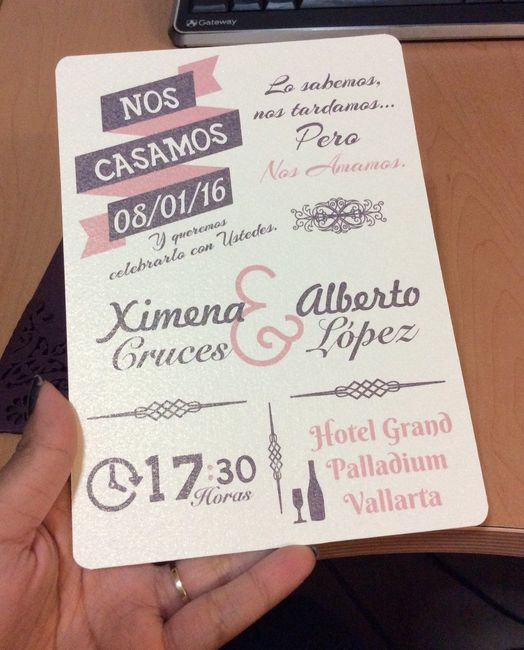 Gateway
NOS
CASAMOS
08/01/16
Y queremos
celebrarlo con Ustedes.
Lo sabemos,
nos tardamos...
Pero
Nos Amamos.
Ximena
Cruces
&
Alberto
López
17:30
Horas
Hotel Grand
Palladium
Vallarta